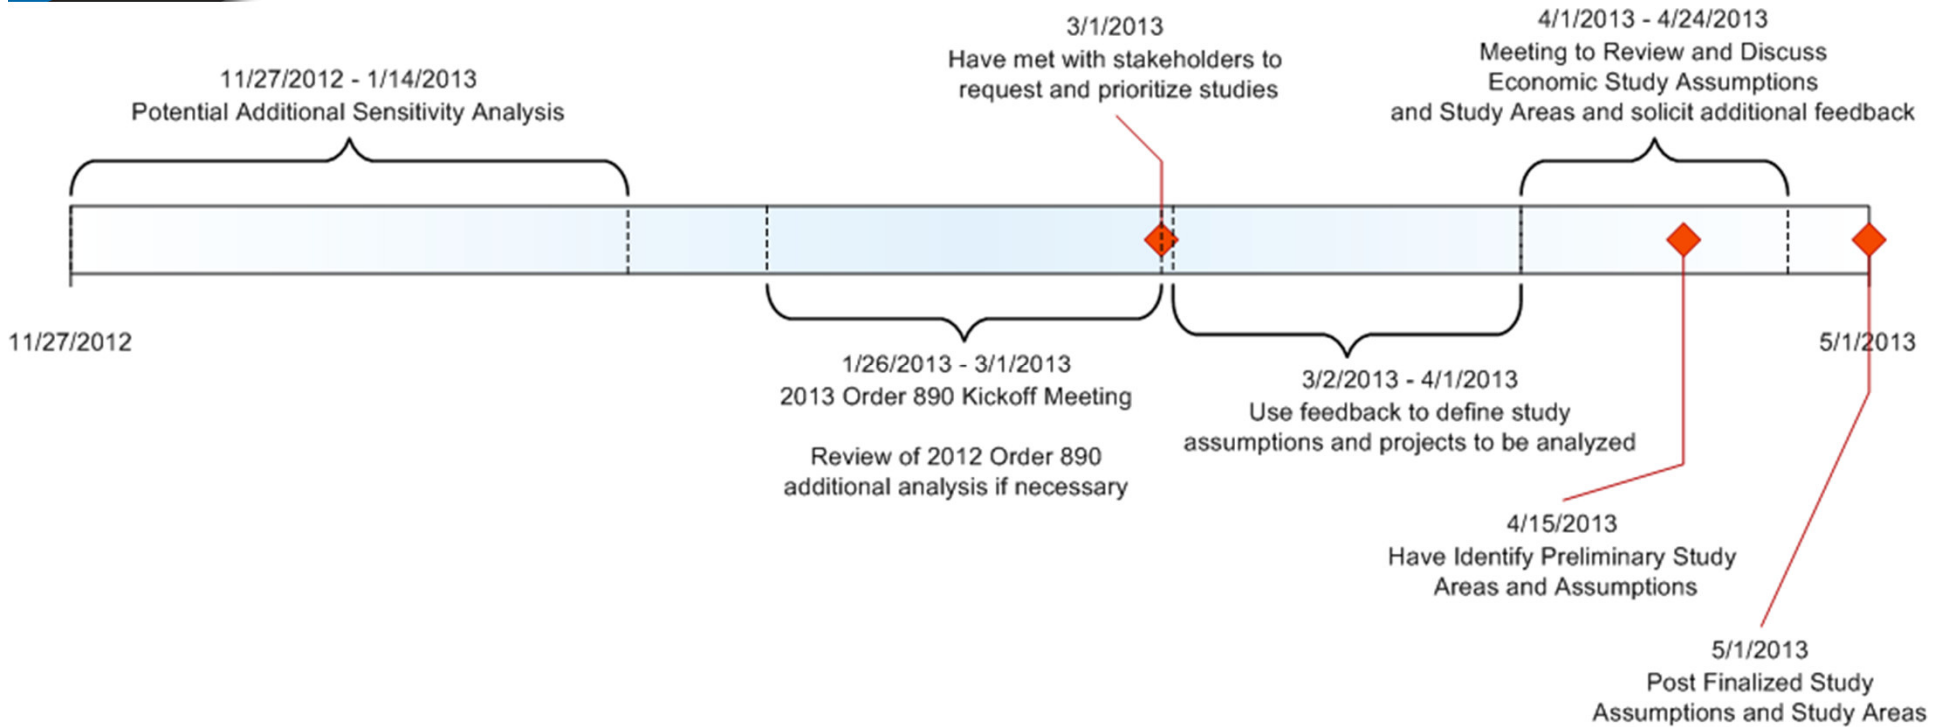 11/27/2012 - 1/14/2013
Potential Additional Sensitivity Analysis
3/1/2013
Have met with stakeholders to
request and prioritize studies
4/1/2013 - 4/24/2013
Meeting to Review and Discuss
Economic Study Assumptions
and Study Areas and solicit additional feedback
11/27/2012
5/1/2013
1/26/2013 - 3/1/2013
2013 Order 890 Kickoff Meeting
Review of 2012 Order 890
additional analysis if necessary
3/2/2013 - 4/1/2013
Use feedback to define study
assumptions and projects to be analyzed
4/15/2013
Have Identify Preliminary Study
Areas and Assumptions
5/1/2013
Post Finalized Study
Assumptions and Study Areas